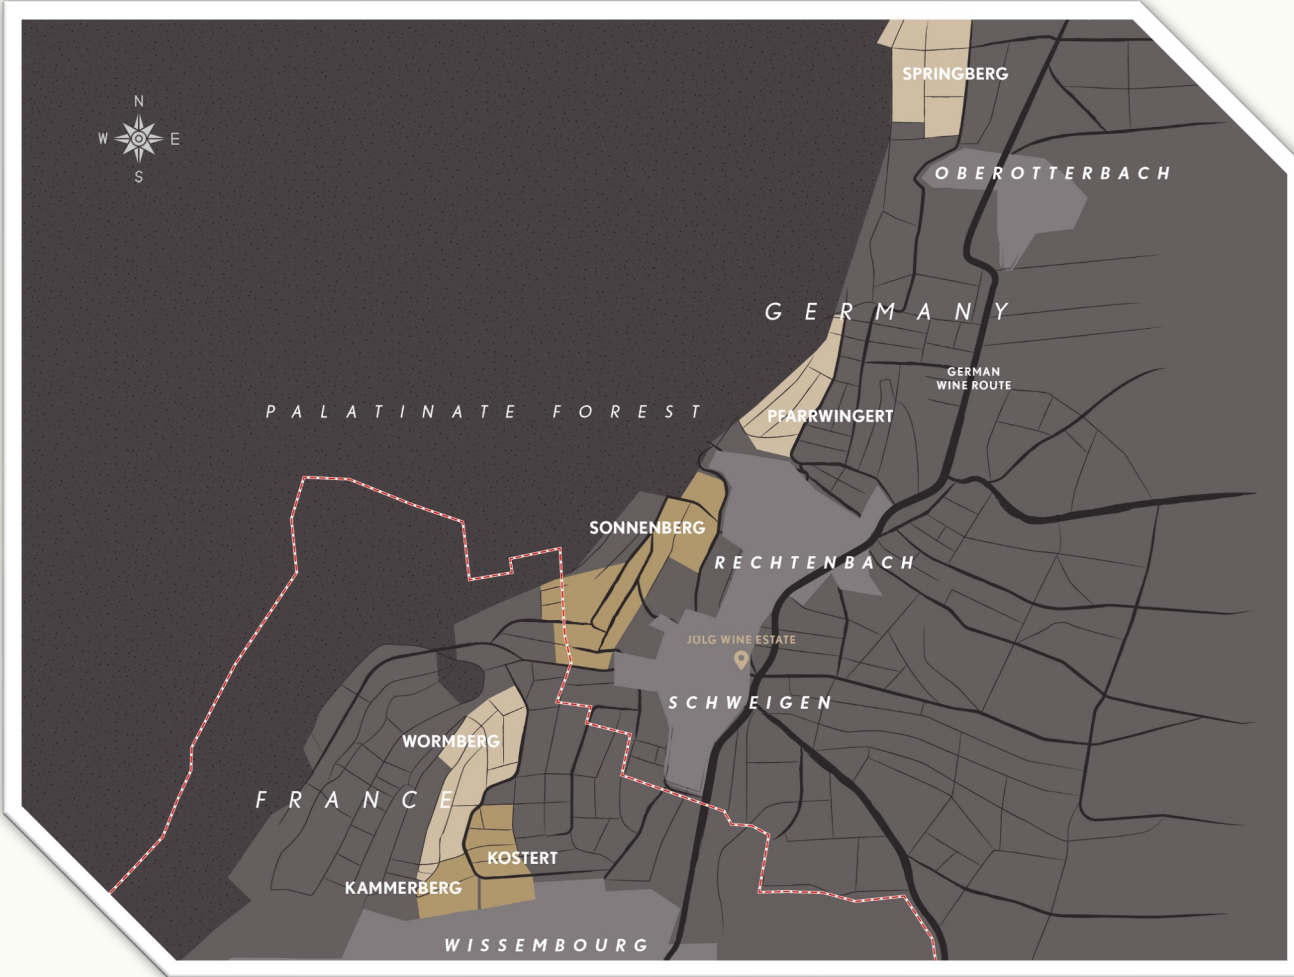 SPRINGBERG
N
W E
S
OBEROTTERBACH
GERMANY
GERMAN
WINE ROUTE
PALATINATE FOREST
PFARRWINGERT
SONNENBERG
RECHTENBACH
JÜLG WINE ESTATE
SCHWEIGEN
WORMBERG
FRANCE
KOSTERT
KAMMERBERG
WISSEMBOURG